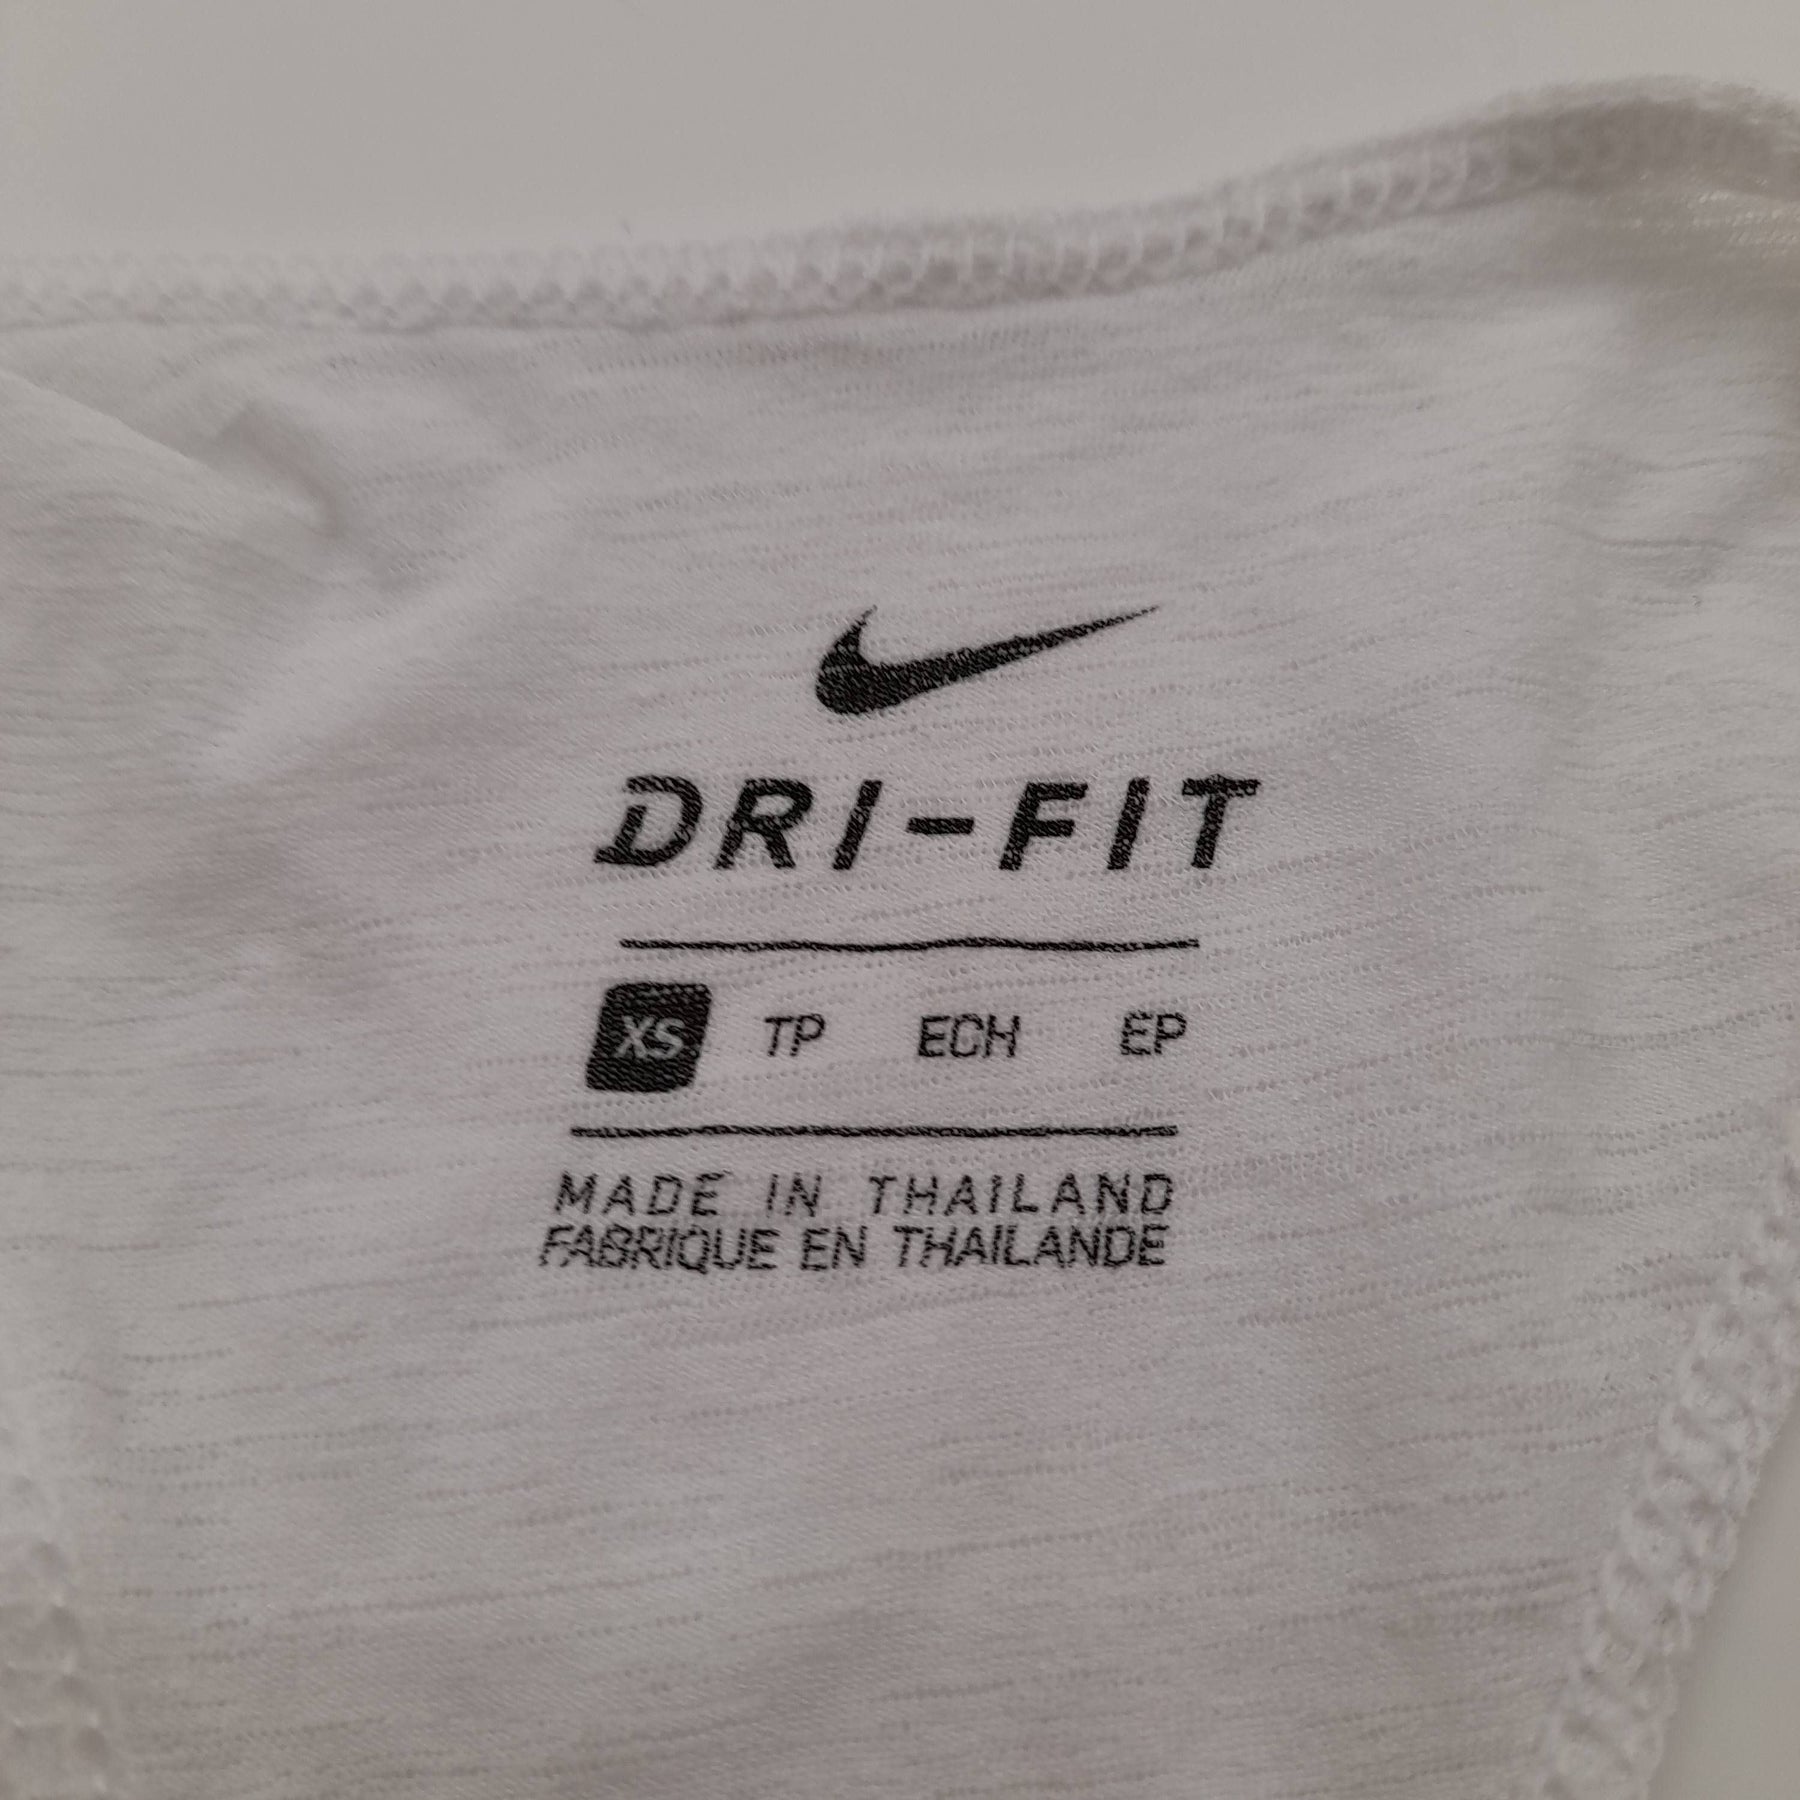 DRI-FIT
XS TP ECH EP
MADE IN THAILAND
FABRIQUE EN THAILANDE